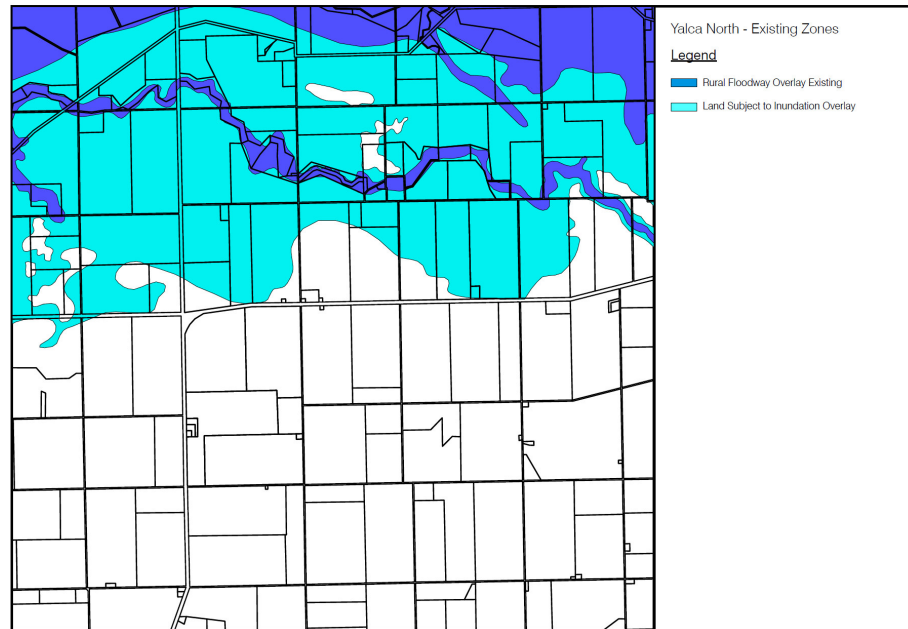 Yalca North - Existing Zones
Legend
Rural Floodway Overlay Existing
Land Subject to Inundation Overlay